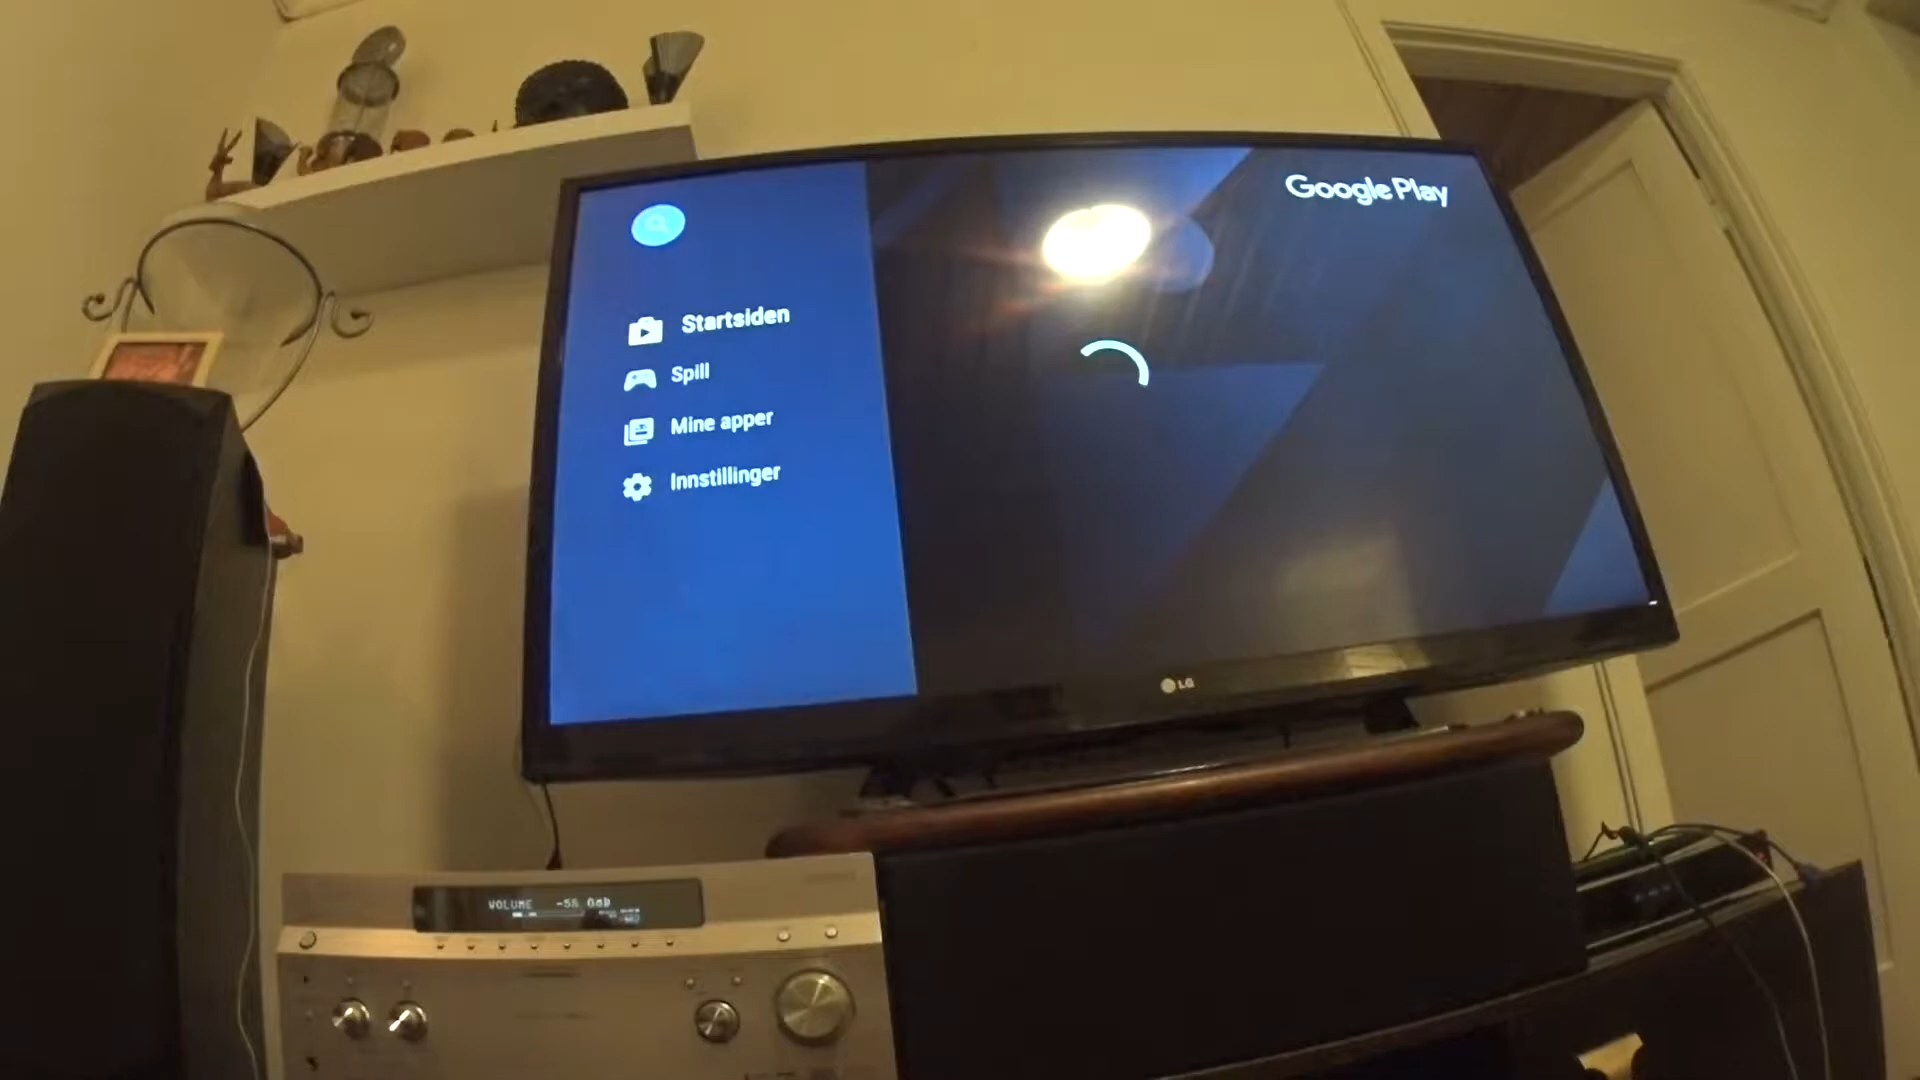 Google Play
Startsiden
Spill
Mine apper
Innstillinger
LG
VOLUME